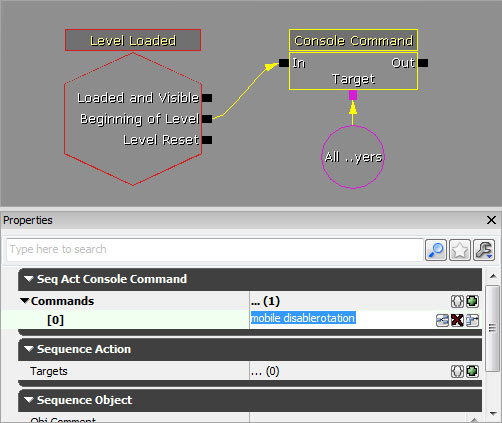 Level Loaded
Loaded and Visible
Beginning of Level
Level Reset
Console Command
In Out
Target
All ..yers
Properties
Type here to search
Seq Act Console Command
Commands ... (1)
[0] mobile disablerotation
Sequence Action
Targets ... (0)
Sequence Object
Obj Comment